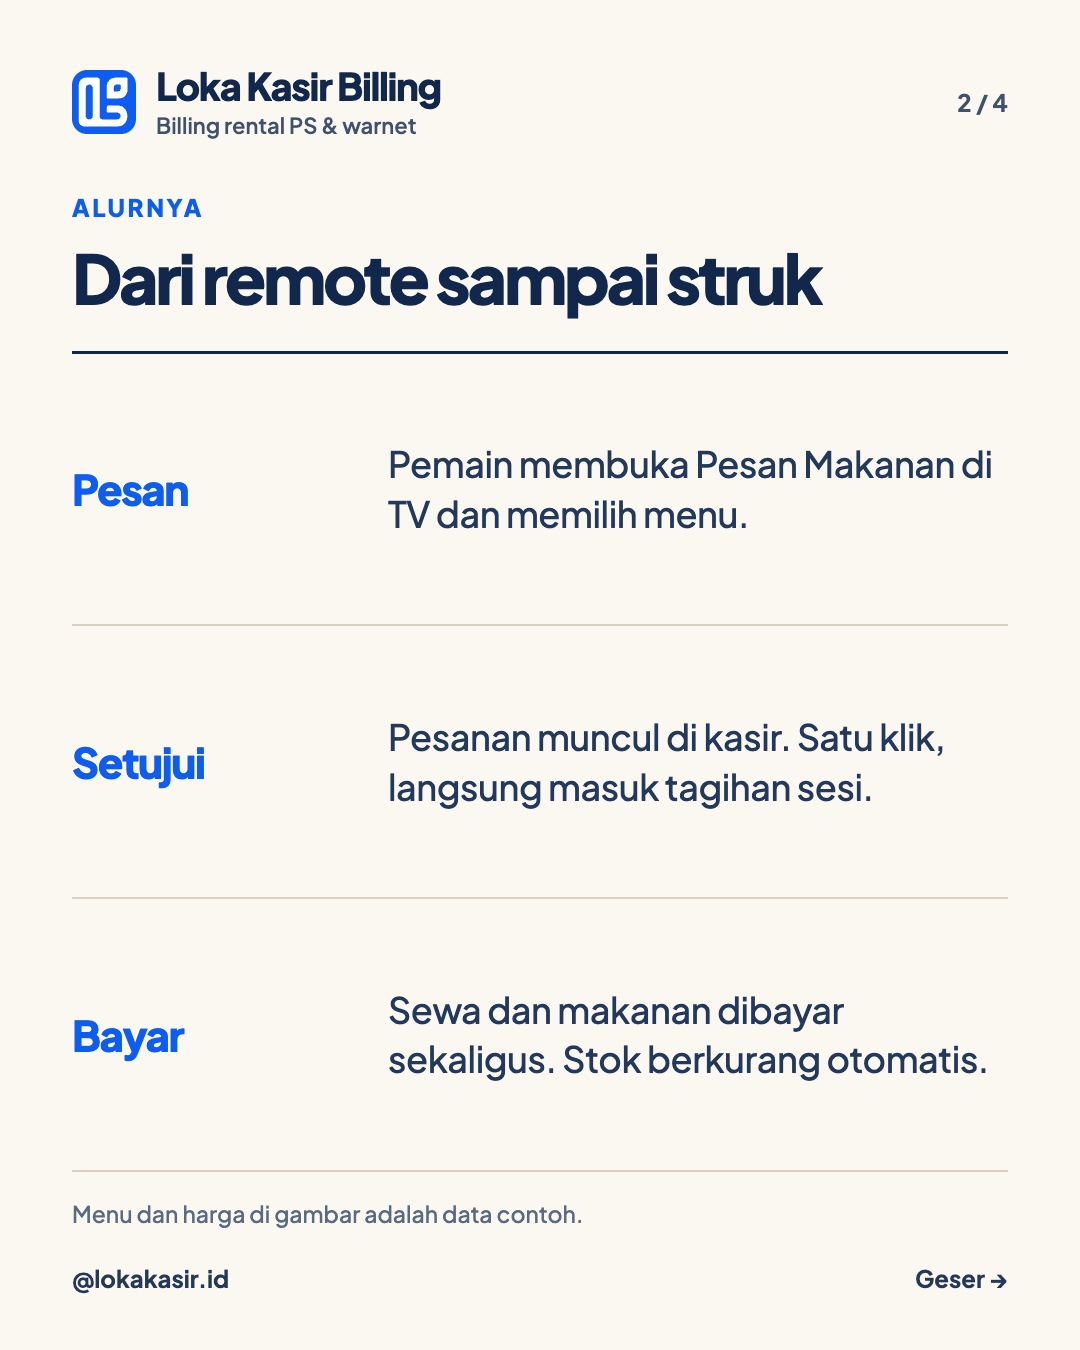 Loka Kasir Billing
Billing rental PS & warnet
2 / 4
ALURNYA
Dari remote sampai struk
Pesan
Pemain membuka Pesan Makanan di
TV dan memilih menu.
Setujui
Pesanan muncul di kasir. Satu klik,
langsung masuk tagihan sesi.
Bayar
Sewa dan makanan dibayar
sekaligus. Stok berkurang otomatis.
Menu dan harga di gambar adalah data contoh.
@lokakasir.id
Geser →